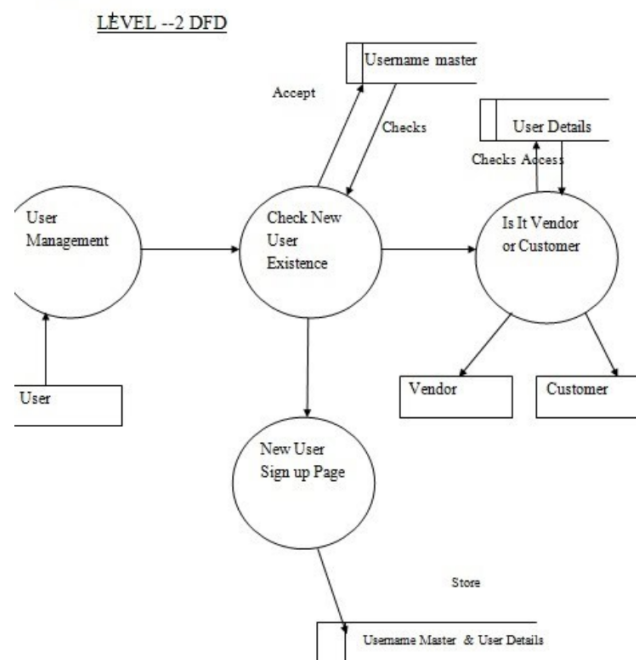 LEVEL --2 DFD
Username master
Accept
Checks
User Details
Checks Access
User
Management
Check New
User
Existence
Is It Vendor
or Customer
User
Vendor
Customer
New User
Sign up Page
Store
Username Master & User Details